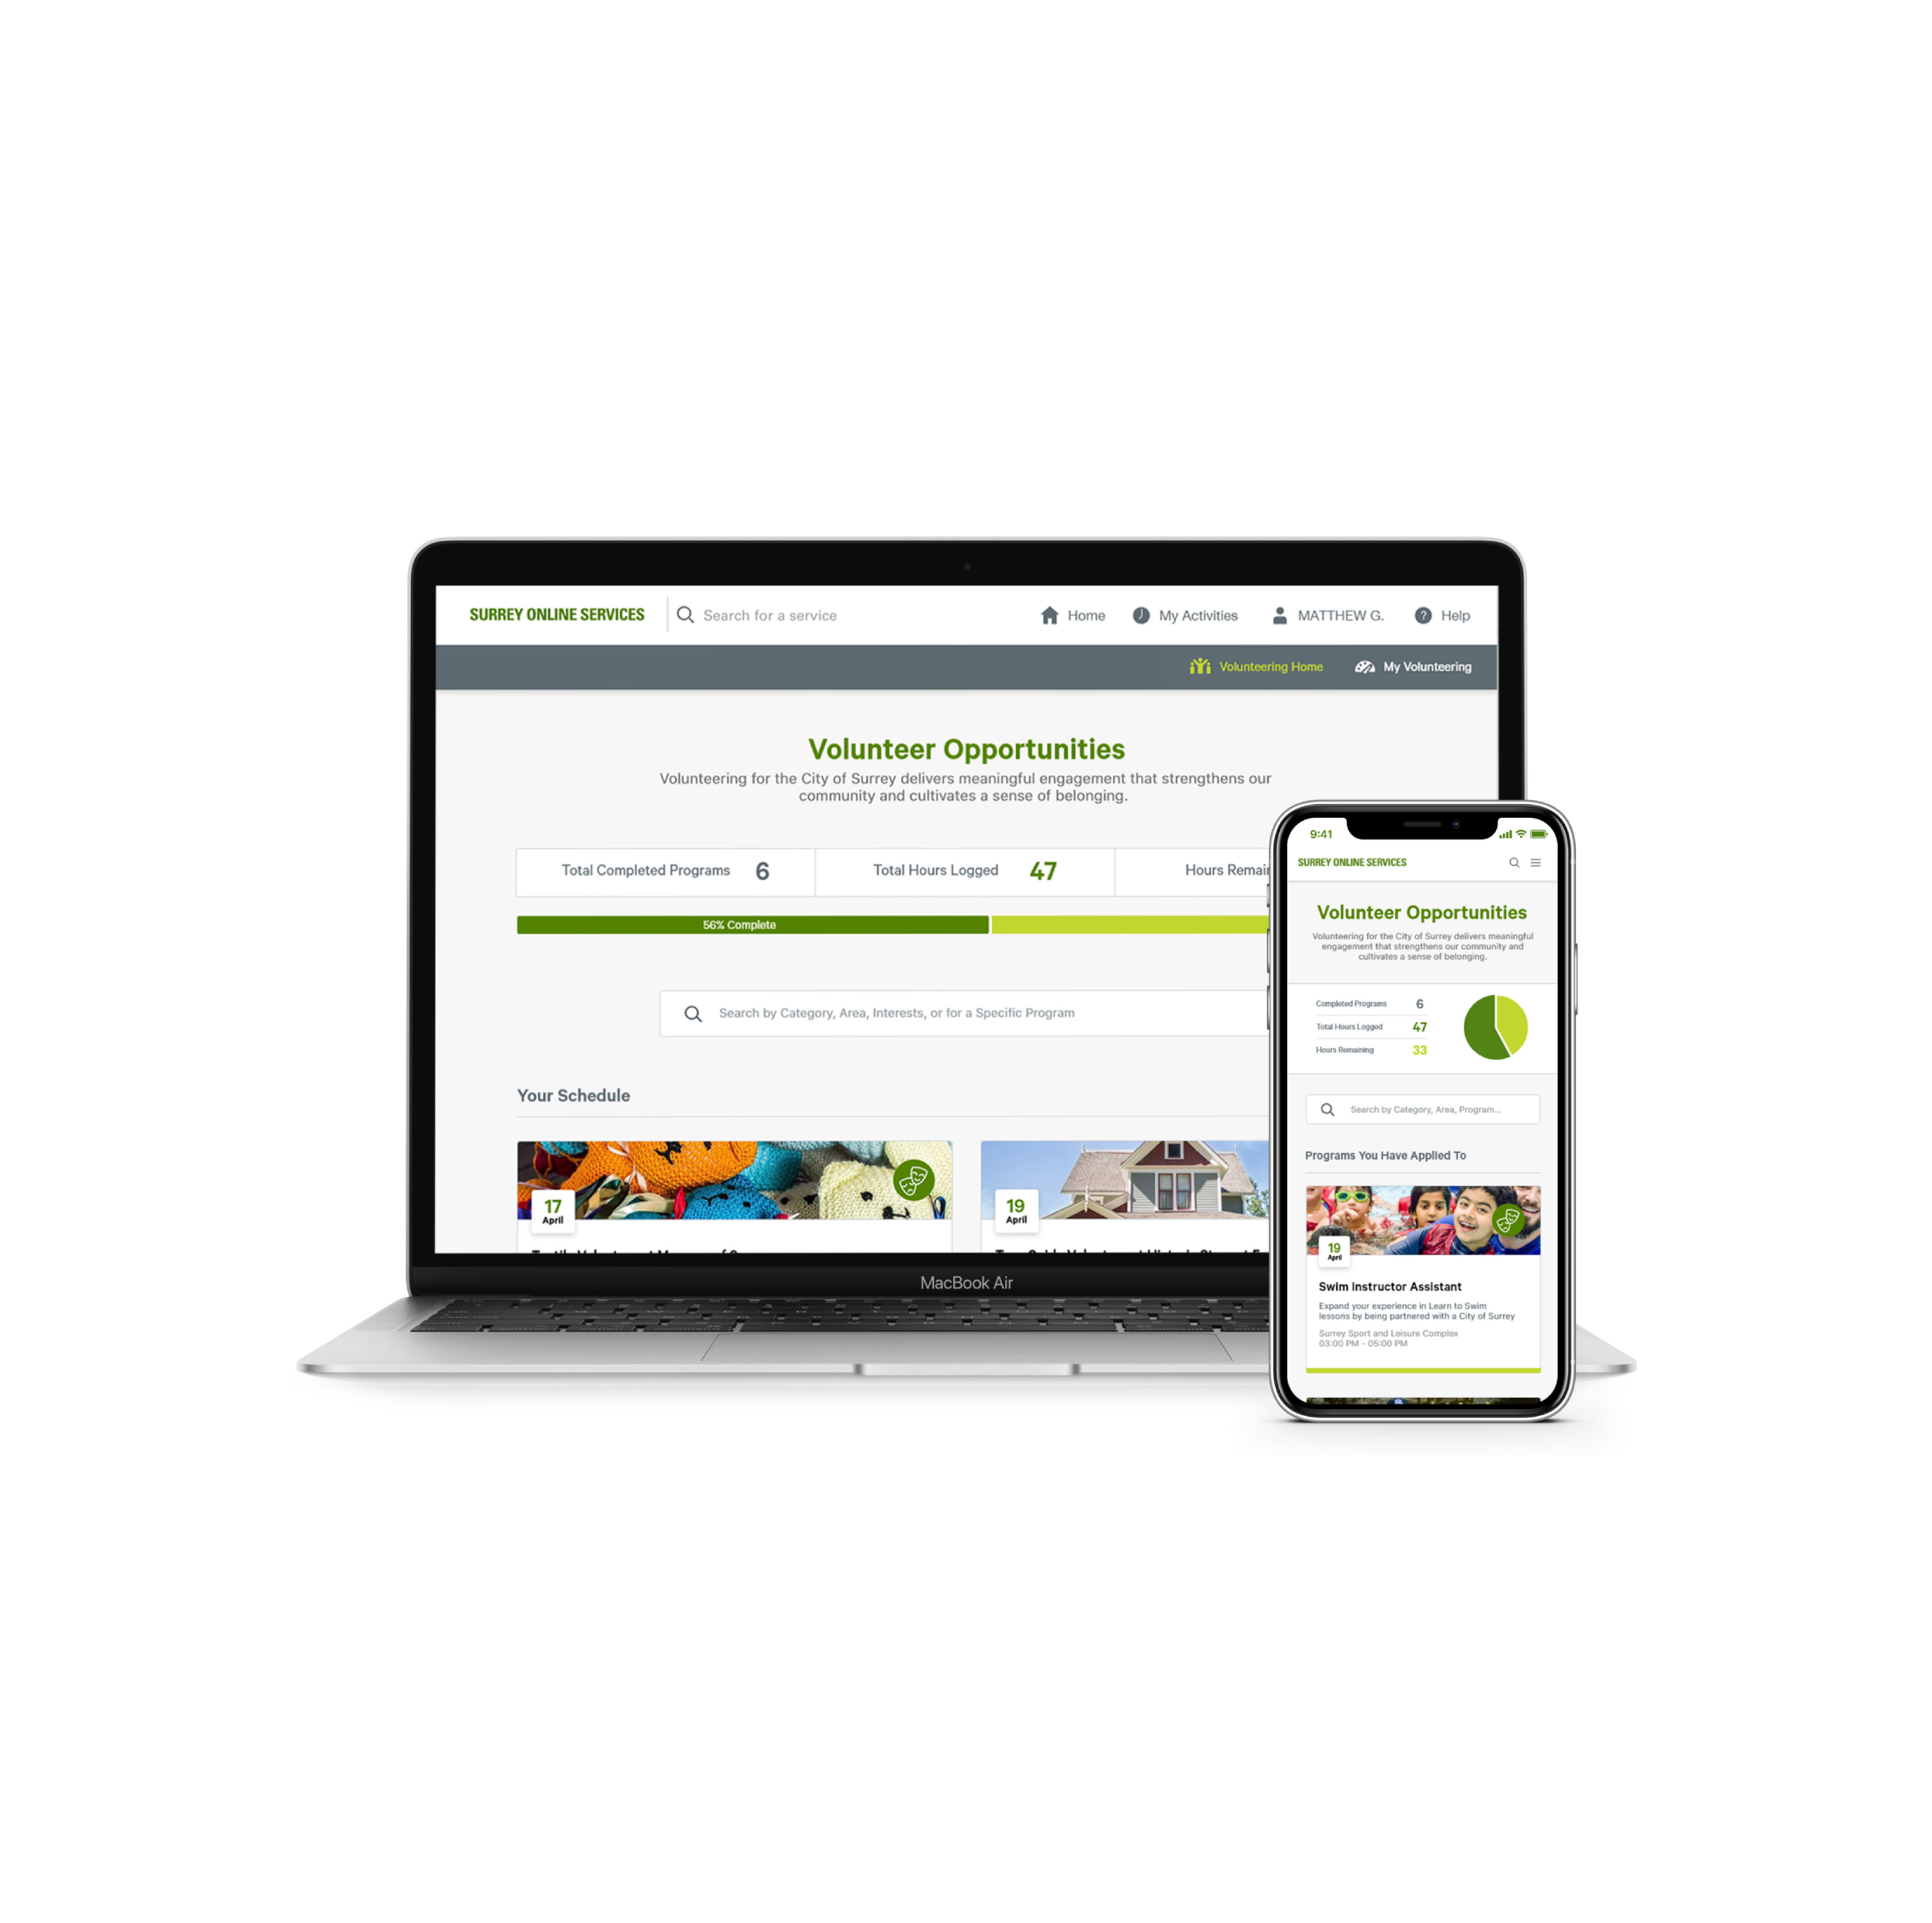 SURREY ONLINE SERVICES
Search for a service
Home
My Activities
MATTHEW G.
Help
Volunteering Home
My Volunteering
Volunteer Opportunities
Volunteering for the City of Surrey delivers meaningful engagement that strengthens our
community and cultivates a sense of belonging.
Total Completed Programs 6
Total Hours Logged 47
Hours
56% Complete
Search by Category, Area, Interests, or for a Specific Program
Your Schedule
17
April
19
April
MacBook Air
9:41
SURREY ONLINE SERVICES
Volunteer Opportunities
Volunteering for the City of Surrey delivers meaningful
engagement that strengthens our community and
cultivates a sense of belonging.
Completed Programs 6
Total Hours Logged 47
Hours Remaining 33
Search by Category, Area, Program...
Programs You Have Applied To
19
April
Swim Instructor Assistant
Expand your experience in Learn to Swim
lessons by being partnered with a City of Surrey
Surrey Sport and Leisure Complex
03:00 PM - 05:00 PM